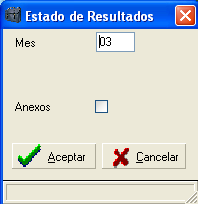 Estado de Resultados
Mes 03
Anexos
Aceptar Cancelar